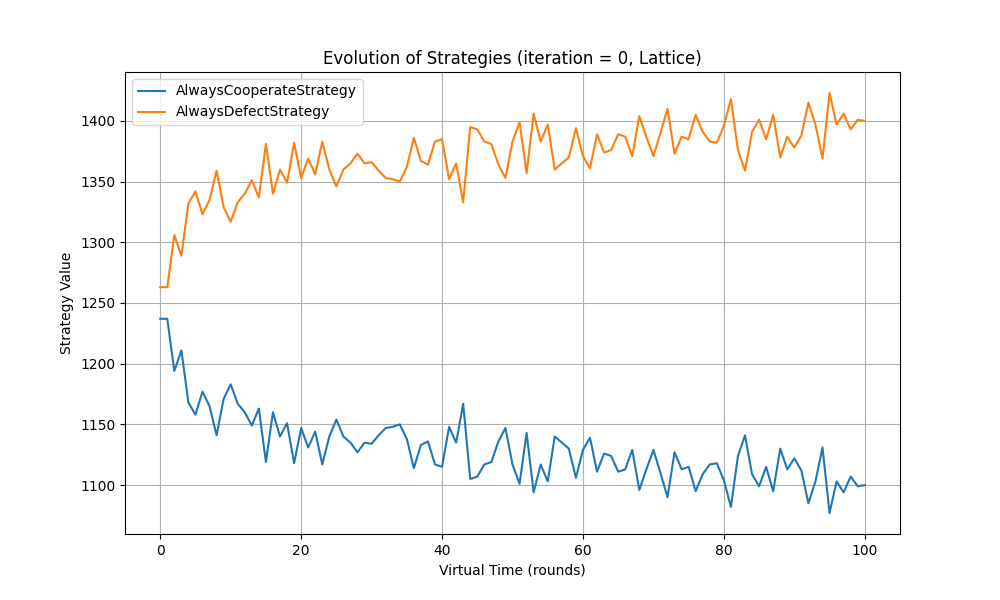 Evolution of Strategies (iteration = 0, Lattice)
AlwaysCooperateStrategy
AlwaysDefectStrategy
1400
1350
1300
1250
1200
1150
1100
Strategy Value
0 20 40 60 80 100
Virtual Time (rounds)